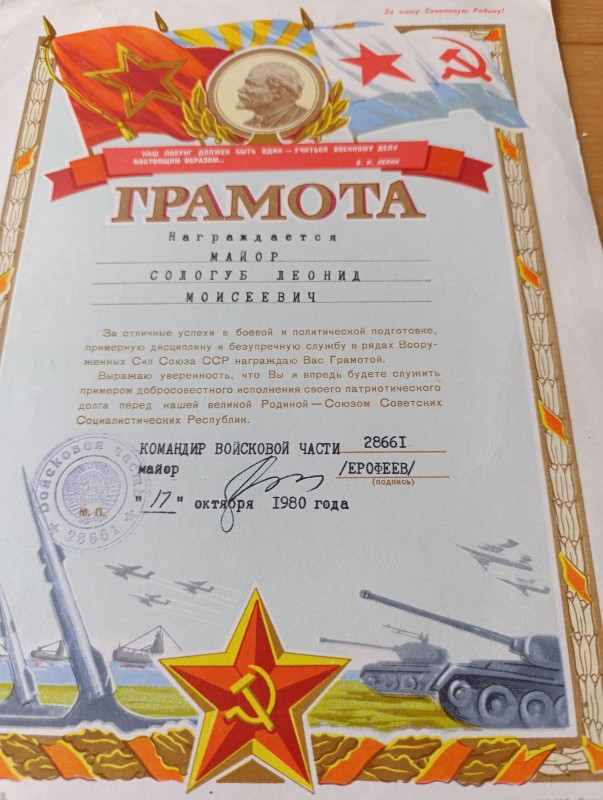 За нашу Советскую Родину!
НАШ ЛОЗУНГ ДОЛЖЕН БЫТЬ ОДИН — УЧИТЬСЯ ВОЕННОМУ ДЕЛУ
НАСТОЯЩИМ ОБРАЗОМ...
В. И. ЛЕНИН
ГРАМОТА
Награждается
МАЙОР
СОЛОГУБ ЛЕОНИД
МОИСЕЕВИЧ
За отличные успехи в боевой и политической подготовке,
примерную дисциплину и безупречную службу в рядах Воору-
женных Сил Союза ССР награждаю Вас Грамотой.
Выражаю уверенность, что Вы и впредь будете служить
примером добросовестного исполнения своего патриотического
долга перед нашей великой Родиной — Союзом Советских
Социалистических Республик.
КОМАНДИР ВОЙСКОВОЙ ЧАСТИ 28661
майор /ЕРОФЕЕВ/
(подпись)
"17" октября 1980 года
Войсковая часть
М. П.
28661